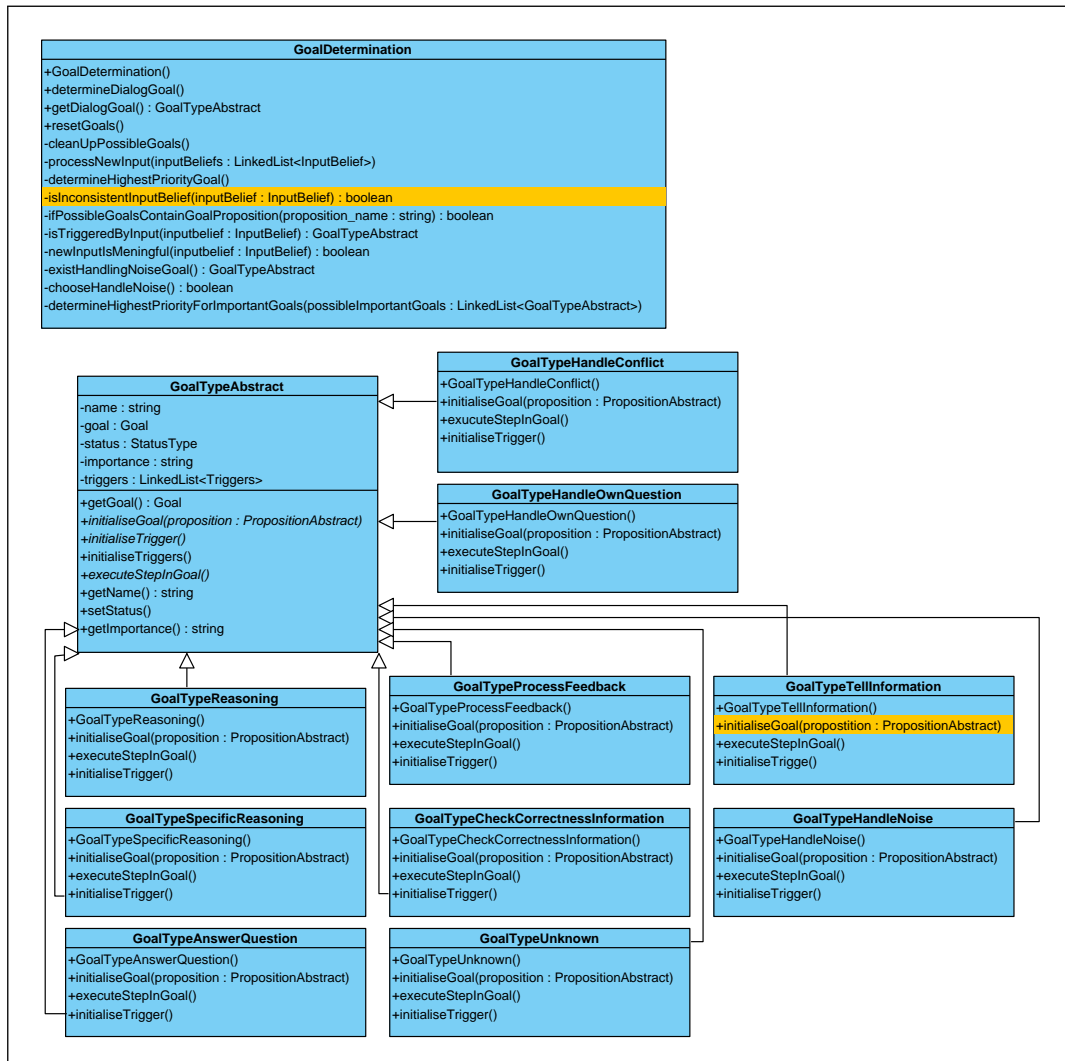 GoalDetermination
+GoalDetermination()
+determineDialogGoal()
+getDialogGoal() : GoalTypeAbstract
+resetGoals()
-cleanUpPossibleGoals()
-processNewInput(inputBeliefs : LinkedList<InputBelief>)
-determineHighestPriorityGoal()
-isInconsistentInputBelief(inputBelief : InputBelief) : boolean
-ifPossibleGoalsContainGoalProposition(proposition_name : string) : boolean
-isTriggeredByInput(inputbelief : InputBelief) : GoalTypeAbstract
-newInputIsMeningful(inputbelief : InputBelief) : boolean
-existHandlingNoiseGoal() : GoalTypeAbstract
-chooseHandleNoise() : boolean
-determineHighestPriorityForImportantGoals(possibleImportantGoals : LinkedList<GoalTypeAbstract>)
GoalTypeHandleConflict
+GoalTypeHandleConflict()
+initialiseGoal(proposition : PropositionAbstract)
+exucuteStepInGoal()
+initialiseTrigger()
GoalTypeAbstract
-name : string
-goal : Goal
-status : StatusType
-importance : string
-triggers : LinkedList<Triggers>
+getGoal() : Goal
+initialiseGoal(proposition : PropositionAbstract)
+initialiseTrigger()
+initialiseTriggers()
+executeStepInGoal()
+getName() : string
+setStatus()
+getImportance() : string
GoalTypeHandleOwnQuestion
+GoalTypeHandleOwnQuestion()
+initialiseGoal(proposition : PropositionAbstract)
+executeStepInGoal()
+initialiseTrigger()
GoalTypeReasoning
+GoalTypeReasoning()
+initialiseGoal(proposition : PropositionAbstract)
+executeStepInGoal()
+initialiseTrigger()
GoalTypeProcessFeedback
+GoalTypeProcessFeedback()
+initialiseGoal(proposition : PropositionAbstract)
+executeStepInGoal()
+initialiseTrigger()
GoalTypeTellInformation
+GoalTypeTellInformation()
+initialiseGoal(propostition : PropositionAbstract)
+executeStepInGoal()
+initialiseTrigge()
GoalTypeSpecificReasoning
+GoalTypeSpecificReasoning()
+initialiseGoal(proposition : PropositionAbstract)
+executeStepInGoal()
+initialiseTrigger()
GoalTypeCheckCorrectnessInformation
+GoalTypeCheckCorrectnessInformation()
+initialiseGoal(proposition : PropositionAbstract)
+executeStepInGoal()
+initialiseTrigger()
GoalTypeHandleNoise
+GoalTypeHandleNoise()
+initialiseGoal(proposition : PropositionAbstract)
+executeStepInGoal()
+initialiseTrigger()
GoalTypeAnswerQuestion
+GoalTypeAnswerQuestion()
+initialiseGoal(proposition : PropositionAbstract)
+executeStepInGoal()
+initialiseTrigger()
GoalTypeUnknown
+GoalTypeUnknown()
+initialiseGoal(proposition : PropositionAbstract)
+executeStepInGoal()
+initialiseTrigger()